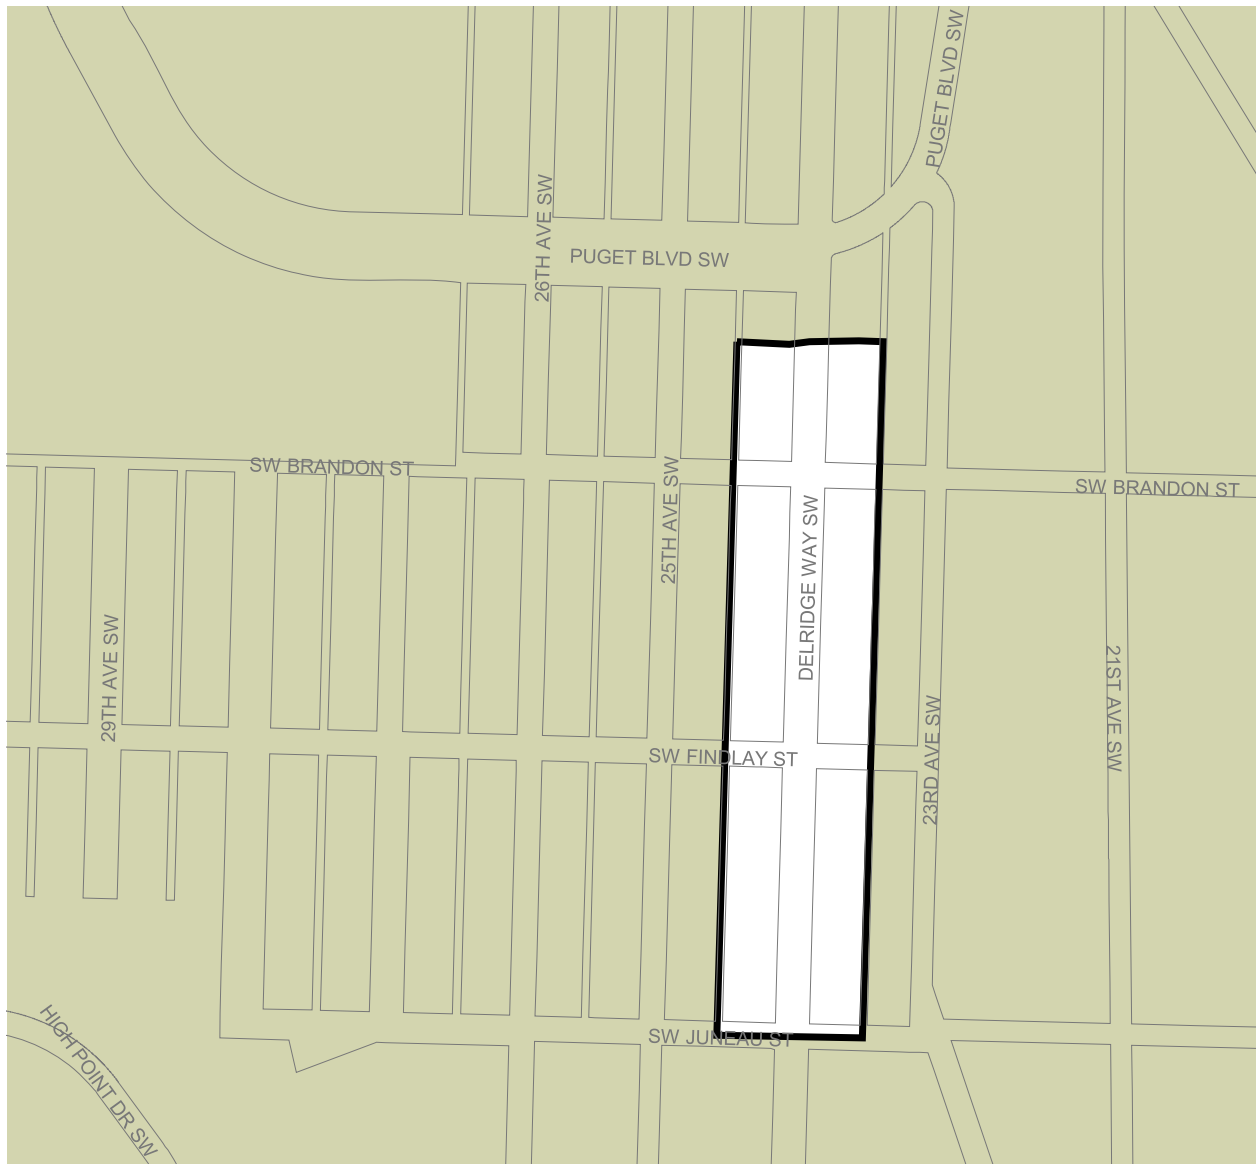 PUGET BLVD SW
26TH AVE SW
PUGET BLVD SW
SW BRANDON ST
25TH AVE SW
SW BRANDON ST
DELRIDGE WAY SW
29TH AVE SW
21ST AVE SW
23RD AVE SW
SW FINDLAY ST
HIGH POINT DR SW
SW JUNEAU ST